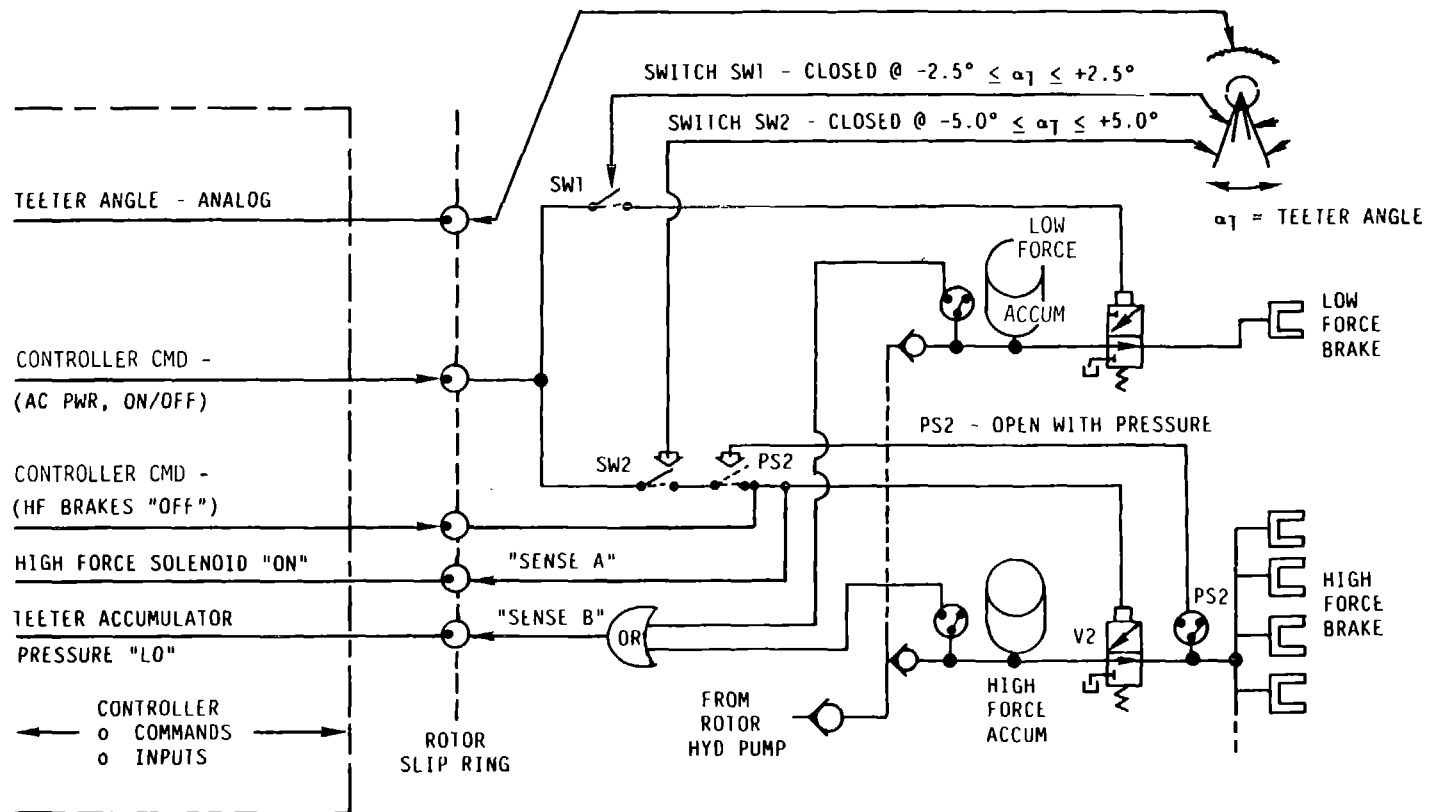 SWITCH SW1 - CLOSED @ -2.5° ≤ αT ≤ +2.5°
SWITCH SW2 - CLOSED @ -5.0° ≤ αT ≤ +5.0°
TEETER ANGLE - ANALOG
SW1
αT = TEETER ANGLE
LOW
FORCE
ACCUM
LOW
FORCE
BRAKE
CONTROLLER CMD -
(AC PWR, ON/OFF)
PS2 - OPEN WITH PRESSURE
SW2
PS2
CONTROLLER CMD -
(HF BRAKES "OFF")
HIGH FORCE SOLENOID "ON"
"SENSE A"
TEETER ACCUMULATOR
PRESSURE "LO"
"SENSE B"
OR
V2
PS2
HIGH
FORCE
BRAKE
HIGH
FORCE
ACCUM
FROM
ROTOR
HYD PUMP
CONTROLLER
o COMMANDS
o INPUTS
ROTOR
SLIP RING